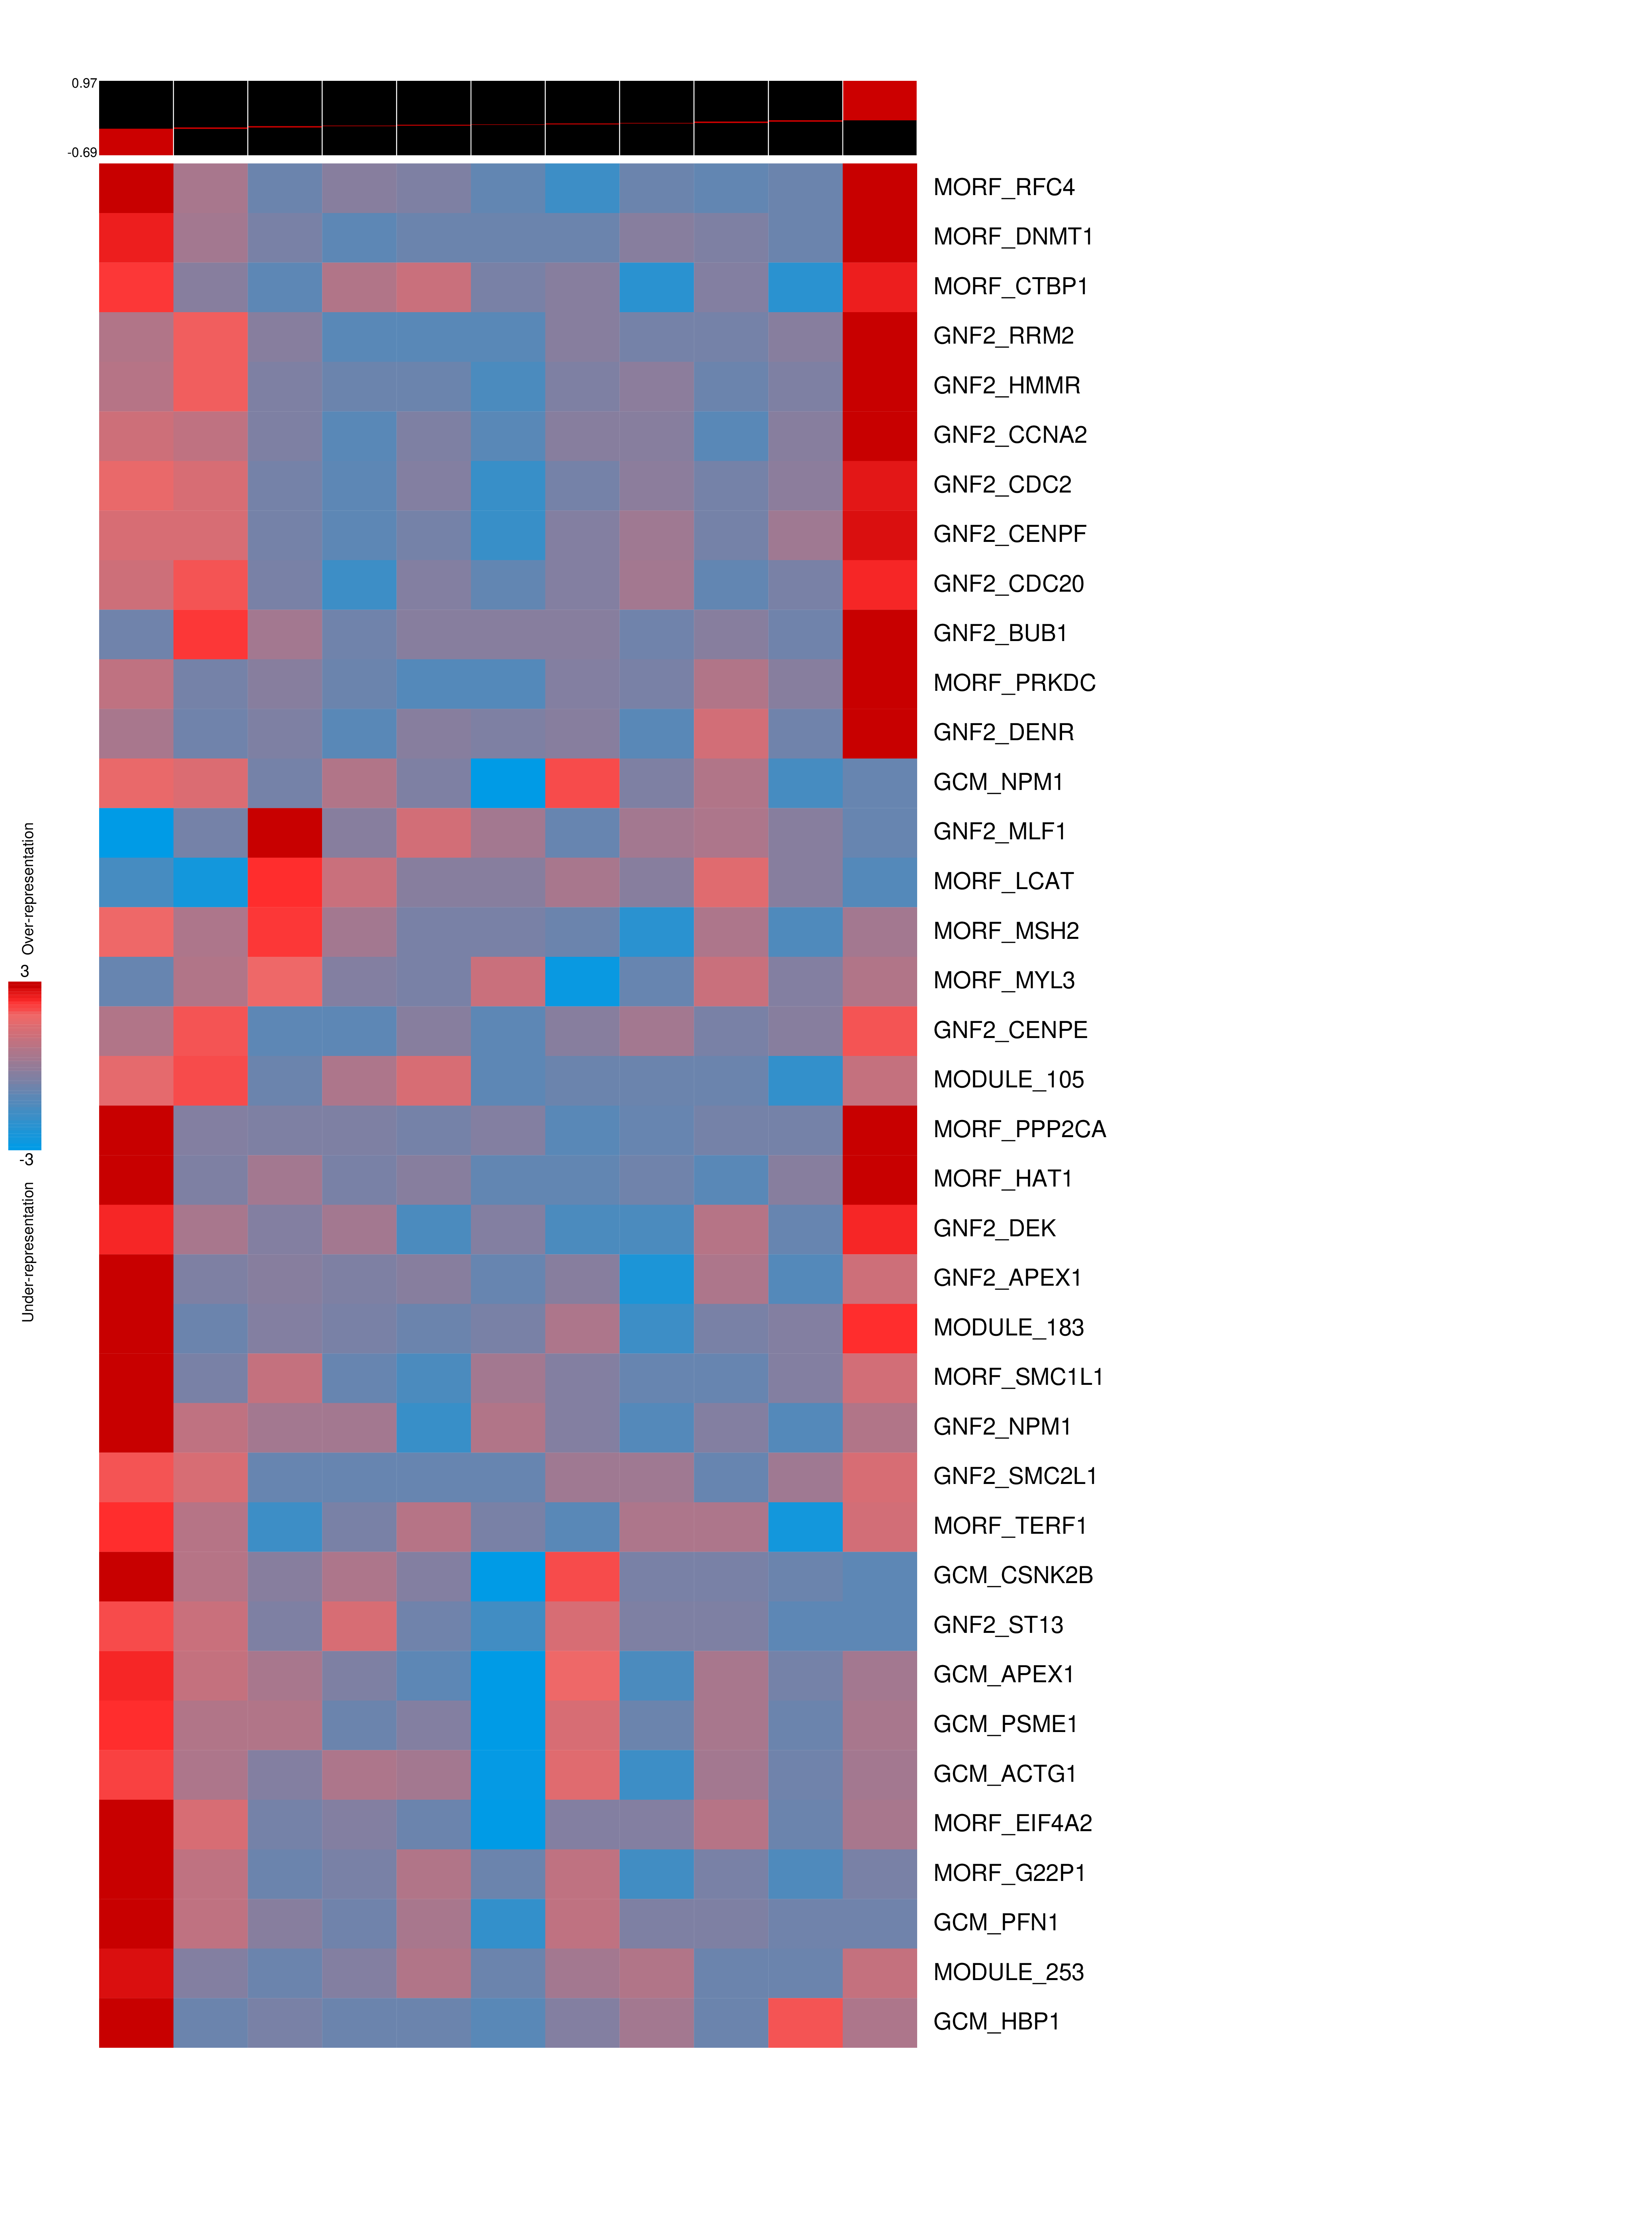 0.97
-0.69
MORF_RFC4
MORF_DNMT1
MORF_CTBP1
GNF2_RRM2
GNF2_HMMR
GNF2_CCNA2
GNF2_CDC2
GNF2_CENPF
GNF2_CDC20
GNF2_BUB1
MORF_PRKDC
GNF2_DENR
GCM_NPM1
GNF2_MLF1
MORF_LCAT
MORF_MSH2
MORF_MYL3
GNF2_CENPE
MODULE_105
MORF_PPP2CA
MORF_HAT1
GNF2_DEK
GNF2_APEX1
MODULE_183
MORF_SMC1L1
GNF2_NPM1
GNF2_SMC2L1
MORF_TERF1
GCM_CSNK2B
GNF2_ST13
GCM_APEX1
GCM_PSME1
GCM_ACTG1
MORF_EIF4A2
MORF_G22P1
GCM_PFN1
MODULE_253
GCM_HBP1
Over-representation
3
-3
Under-representation